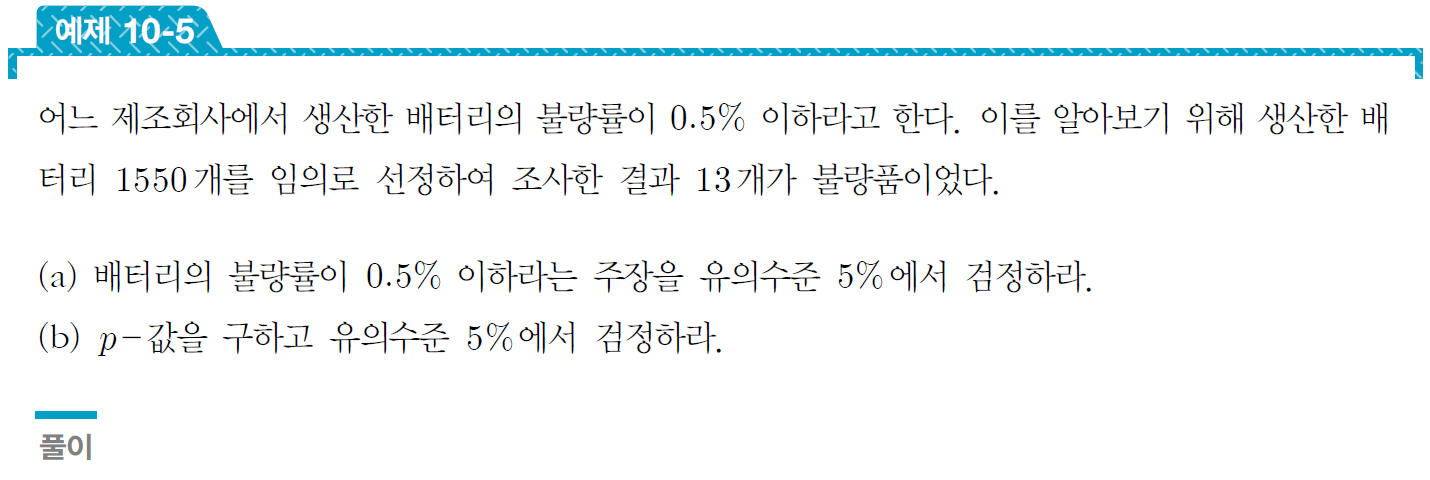 예제 10-5
어느 제조회사에서 생산한 배터리의 불량률이 0.5% 이하라고 한다. 이를 알아보기 위해 생산한 배
터리 1550개를 임의로 선정하여 조사한 결과 13개가 불량품이었다.
(a) 배터리의 불량률이 0.5% 이하라는 주장을 유의수준 5%에서 검정하라.
(b) p-값을 구하고 유의수준 5%에서 검정하라.
풀이